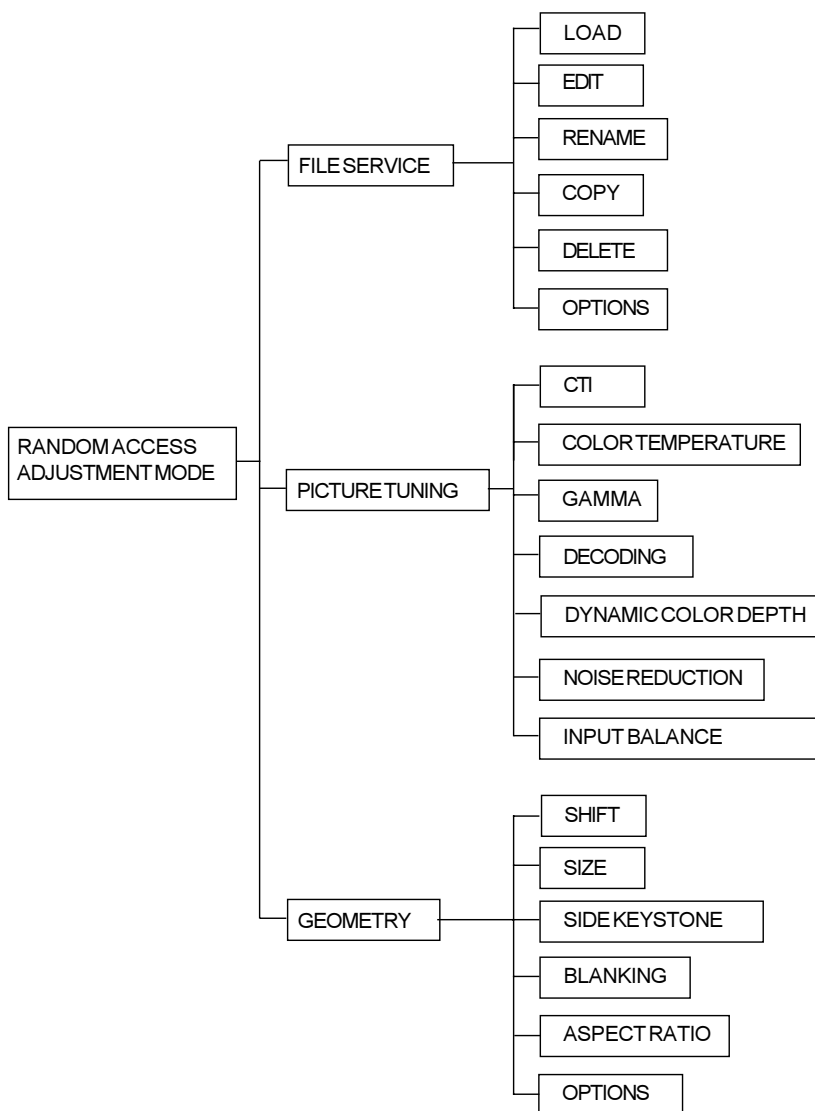 LOAD
EDIT
RENAME
FILE SERVICE
COPY
DELETE
OPTIONS
CTI
COLOR TEMPERATURE
RANDOM ACCESS
ADJUSTMENT MODE
PICTURE TUNING
GAMMA
DECODING
DYNAMIC COLOR DEPTH
NOISE REDUCTION
INPUT BALANCE
SHIFT
SIZE
GEOMETRY
SIDE KEYSTONE
BLANKING
ASPECT RATIO
OPTIONS